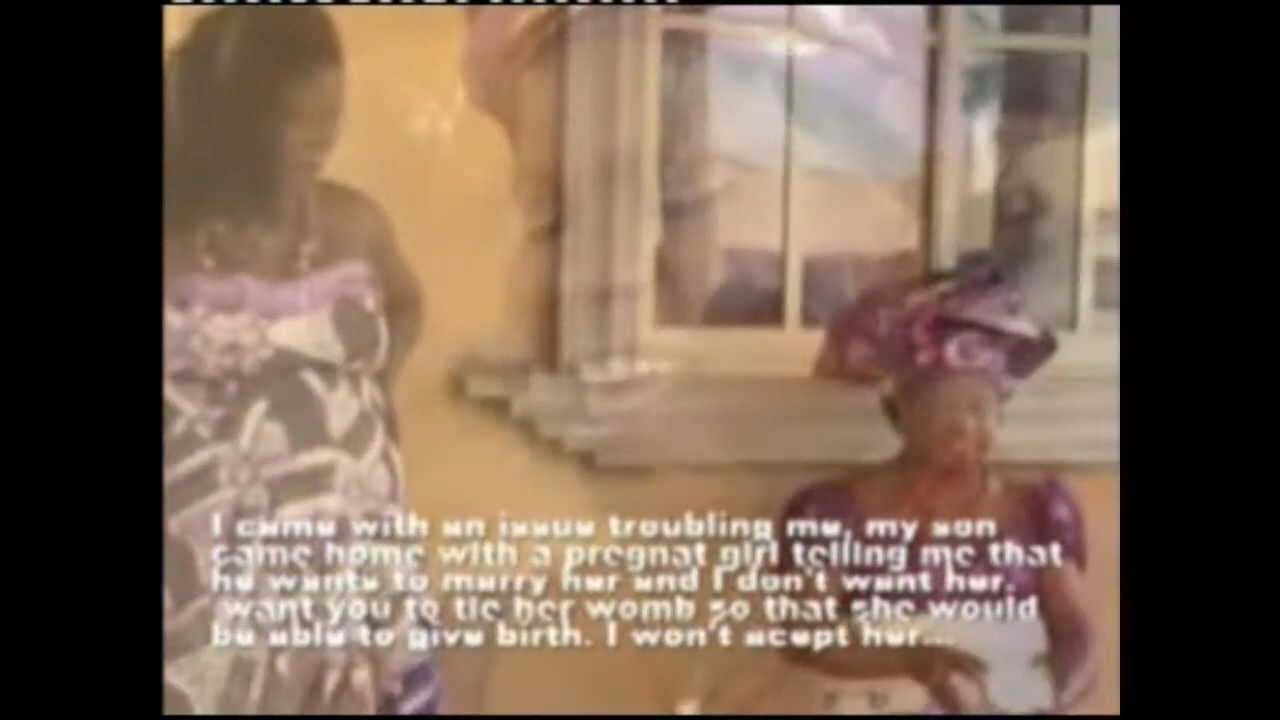 I came with an issue troubling me, my son
came home with a pregnat girl telling me that
he wants to marry her and I don't want her,
want you to tie her womb so that she would
be able to give birth. I won't acept her...